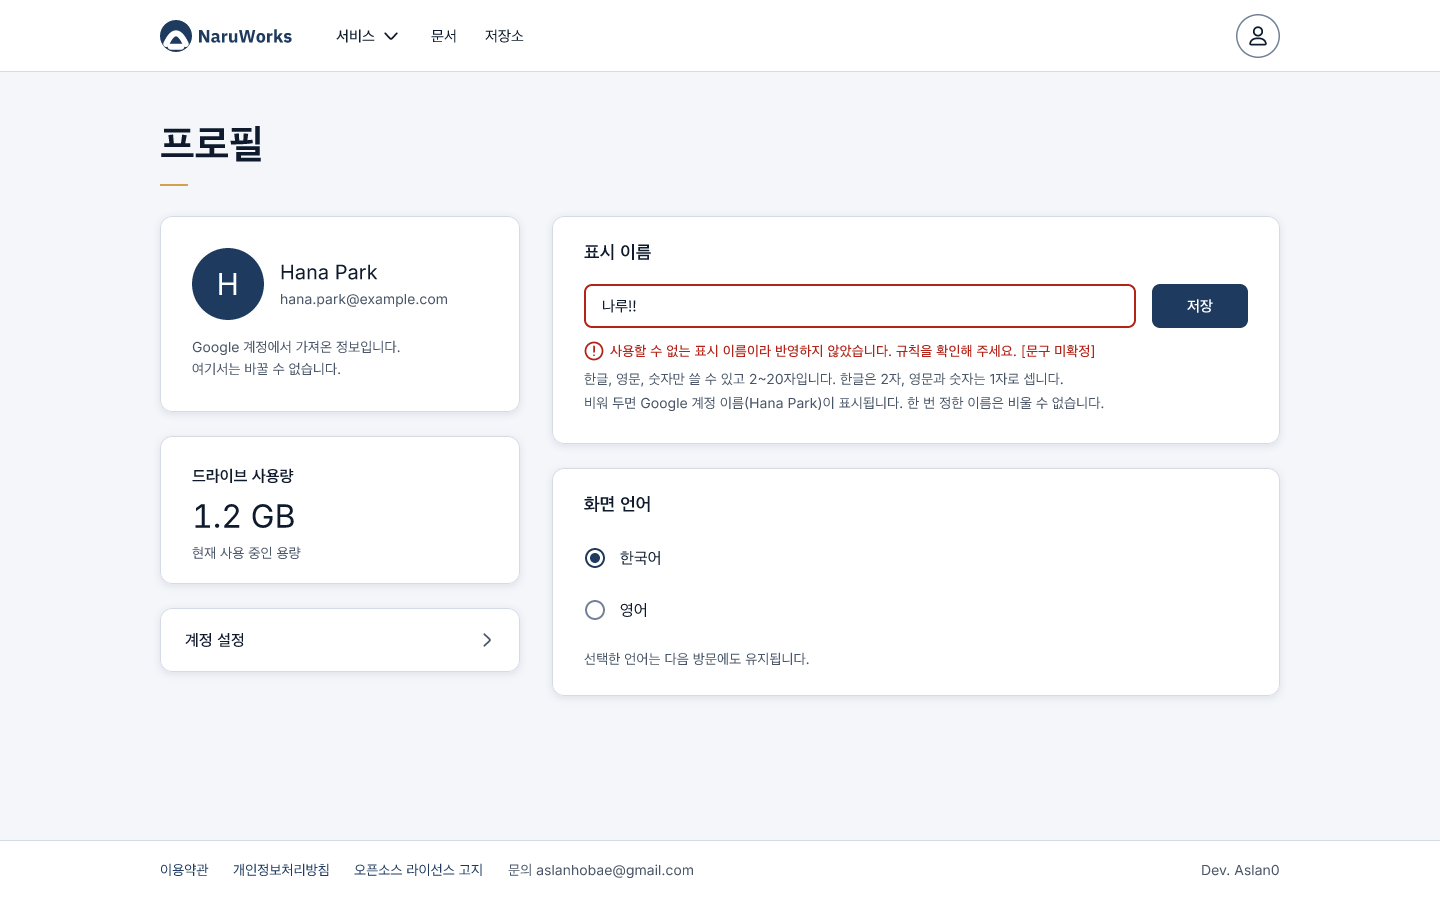 NaruWorks
서비스
문서
저장소
프로필
H
Hana Park
hana.park@example.com
Google 계정에서 가져온 정보입니다.
여기서는 바꿀 수 없습니다.
드라이브 사용량
1.2 GB
현재 사용 중인 용량
계정 설정
표시 이름
나루!!
저장
사용할 수 없는 표시 이름이라 반영하지 않았습니다. 규칙을 확인해 주세요. [문구 미확정]
한글, 영문, 숫자만 쓸 수 있고 2~20자입니다. 한글은 2자, 영문과 숫자는 1자로 셉니다.
비워 두면 Google 계정 이름(Hana Park)이 표시됩니다. 한 번 정한 이름은 비울 수 없습니다.
화면 언어
한국어
영어
선택한 언어는 다음 방문에도 유지됩니다.
이용약관
개인정보처리방침
오픈소스 라이선스 고지
문의 aslanhobae@gmail.com
Dev. Aslan0